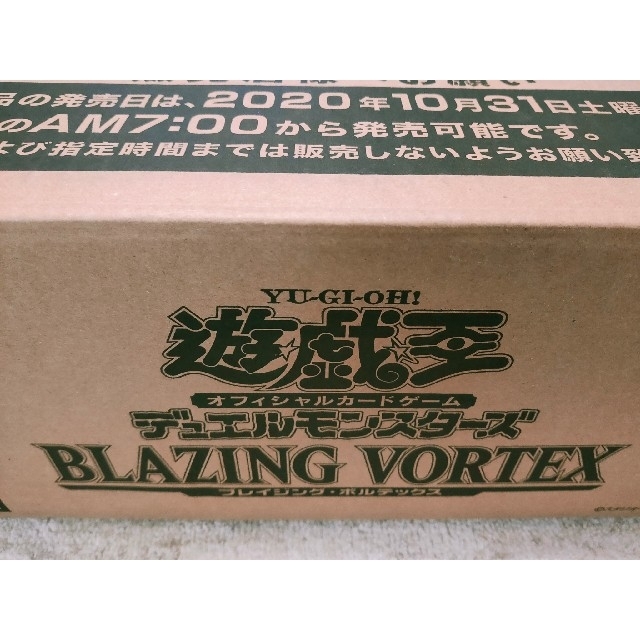 品の発売日は、2020年10月31日土曜
のAM7:00から発売可能です。
よび指定時間までは販売しないようお願い致
YU-GI-OH!
遊戯王
オフィシャルカードゲーム
デュエルモンスターズ
BLAZING VORTEX
ブレイジング・ボルテックス